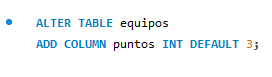 ALTER TABLE equipos
ADD COLUMN puntos INT DEFAULT 3;